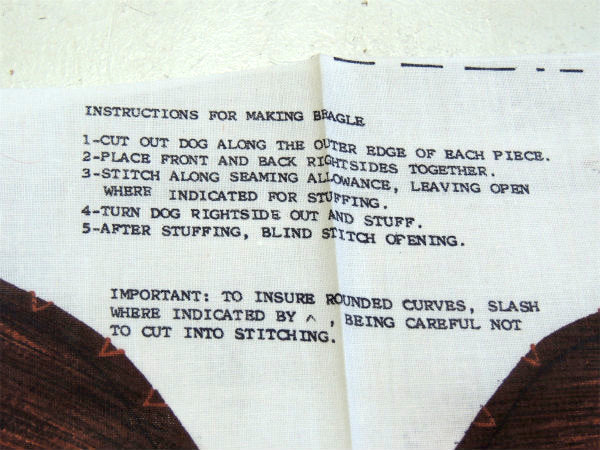 INSTRUCTIONS FOR MAKING BEAGLE
1-CUT OUT DOG ALONG THE OUTER EDGE OF EACH PIECE.
2-PLACE FRONT AND BACK RIGHTSIDES TOGETHER.
3-STITCH ALONG SEAMING ALLOWANCE, LEAVING OPEN
WHERE INDICATED FOR STUFFING.
4-TURN DOG RIGHTSIDE OUT AND STUFF.
5-AFTER STUFFING, BLIND STITCH OPENING.
IMPORTANT: TO INSURE ROUNDED CURVES, SLASH
WHERE INDICATED BY ^ , BEING CAREFUL NOT
TO CUT INTO STITCHING.